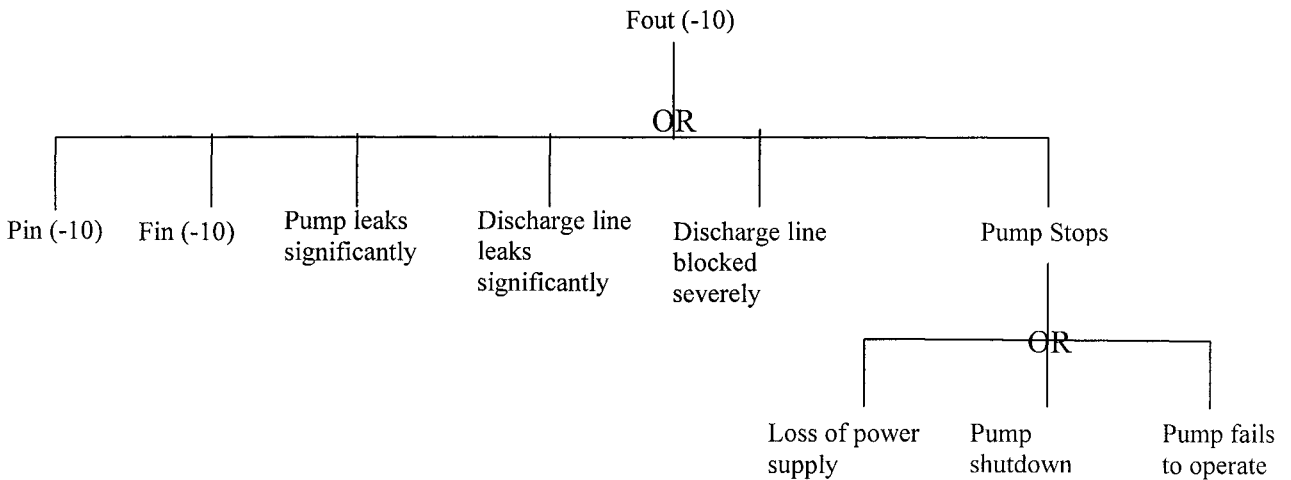 Fout (-10)
OR
Pin (-10)
Fin (-10)
Pump leaks
significantly
Discharge line
leaks
significantly
Discharge line
blocked
severely
Pump Stops
OR
Loss of power
supply
Pump
shutdown
Pump fails
to operate